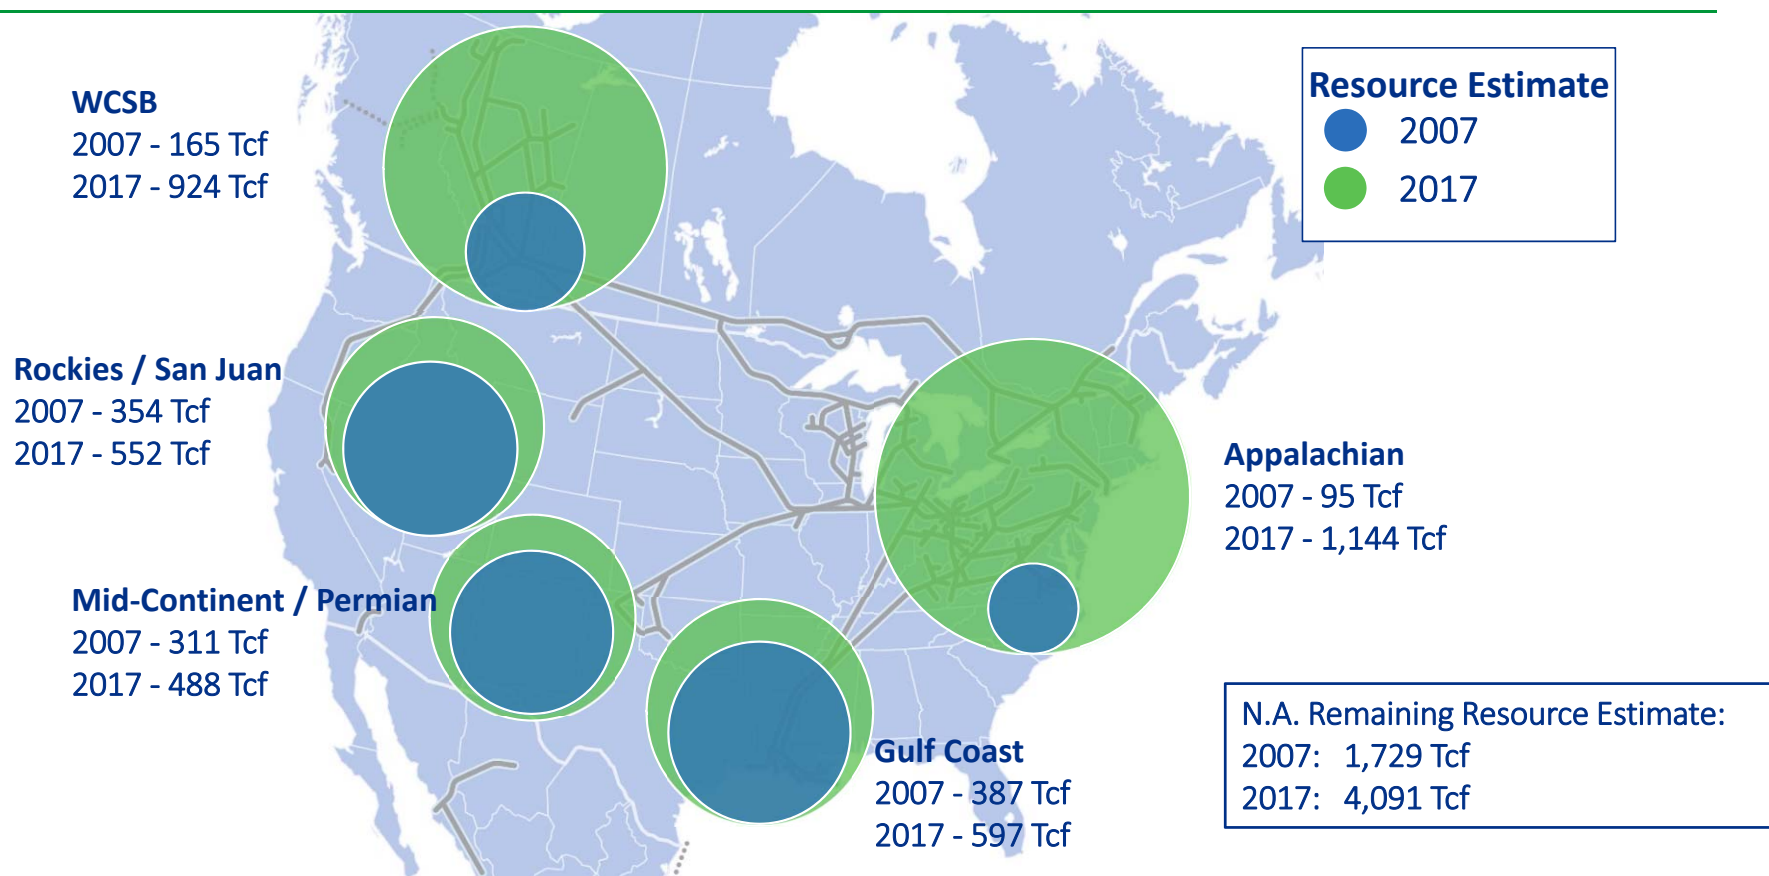 WCSB
2007 - 165 Tcf
2017 - 924 Tcf
Resource Estimate
2007
2017
Rockies / San Juan
2007 - 354 Tcf
2017 - 552 Tcf
Appalachian
2007 - 95 Tcf
2017 - 1,144 Tcf
Mid-Continent / Permian
2007 - 311 Tcf
2017 - 488 Tcf
Gulf Coast
2007 - 387 Tcf
2017 - 597 Tcf
N.A. Remaining Resource Estimate:
2007: 1,729 Tcf
2017: 4,091 Tcf